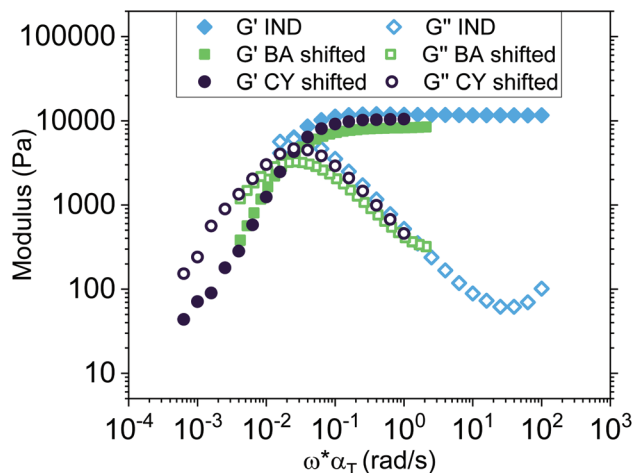 G' IND G" IND
G' BA shifted G" BA shifted
G' CY shifted G" CY shifted
Modulus (Pa)
100000
10000
1000
100
10
10⁻⁴ 10⁻³ 10⁻² 10⁻¹ 10⁰ 10¹ 10² 10³
ω*α_T (rad/s)